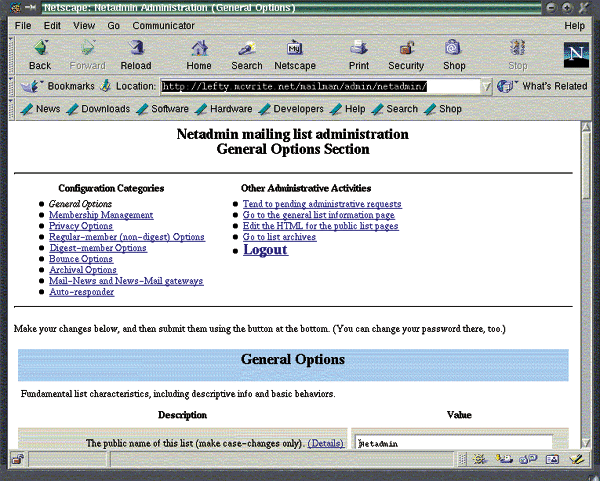 Netscape: Netadmin Administration (General Options)
File Edit View Go Communicator Help
Back Forward Reload Home Search Netscape Print Security Shop Stop
My
N
Bookmarks Location: http://lefty.mcwrite.net/mailman/admin/netadmin/ What's Related
News Downloads Software Hardware Developers Help Search Shop
Netadmin mailing list administration
General Options Section
Configuration Categories
General Options
Membership Management
Privacy Options
Regular-member (non-digest) Options
Digest-member Options
Bounce Options
Archival Options
Mail-News and News-Mail gateways
Auto-responder
Other Administrative Activities
Tend to pending administrative requests
Go to the general list information page
Edit the HTML for the public list pages
Go to list archives
Logout
Make your changes below, and then submit them using the button at the bottom. (You can change your password there, too.)
General Options
Fundamental list characteristics, including descriptive info and basic behaviors.
Description Value
The public name of this list (make case-changes only). (Details) Netadmin